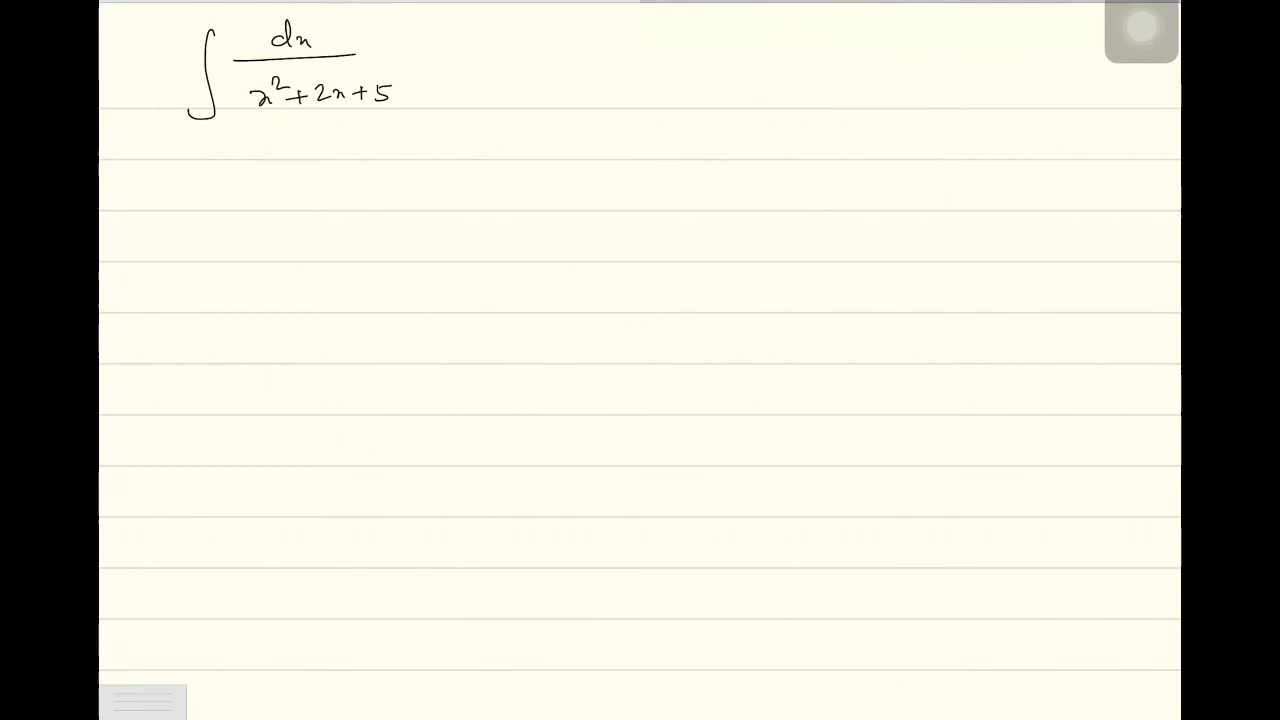 ∫ dx / (x² + 2x + 5)